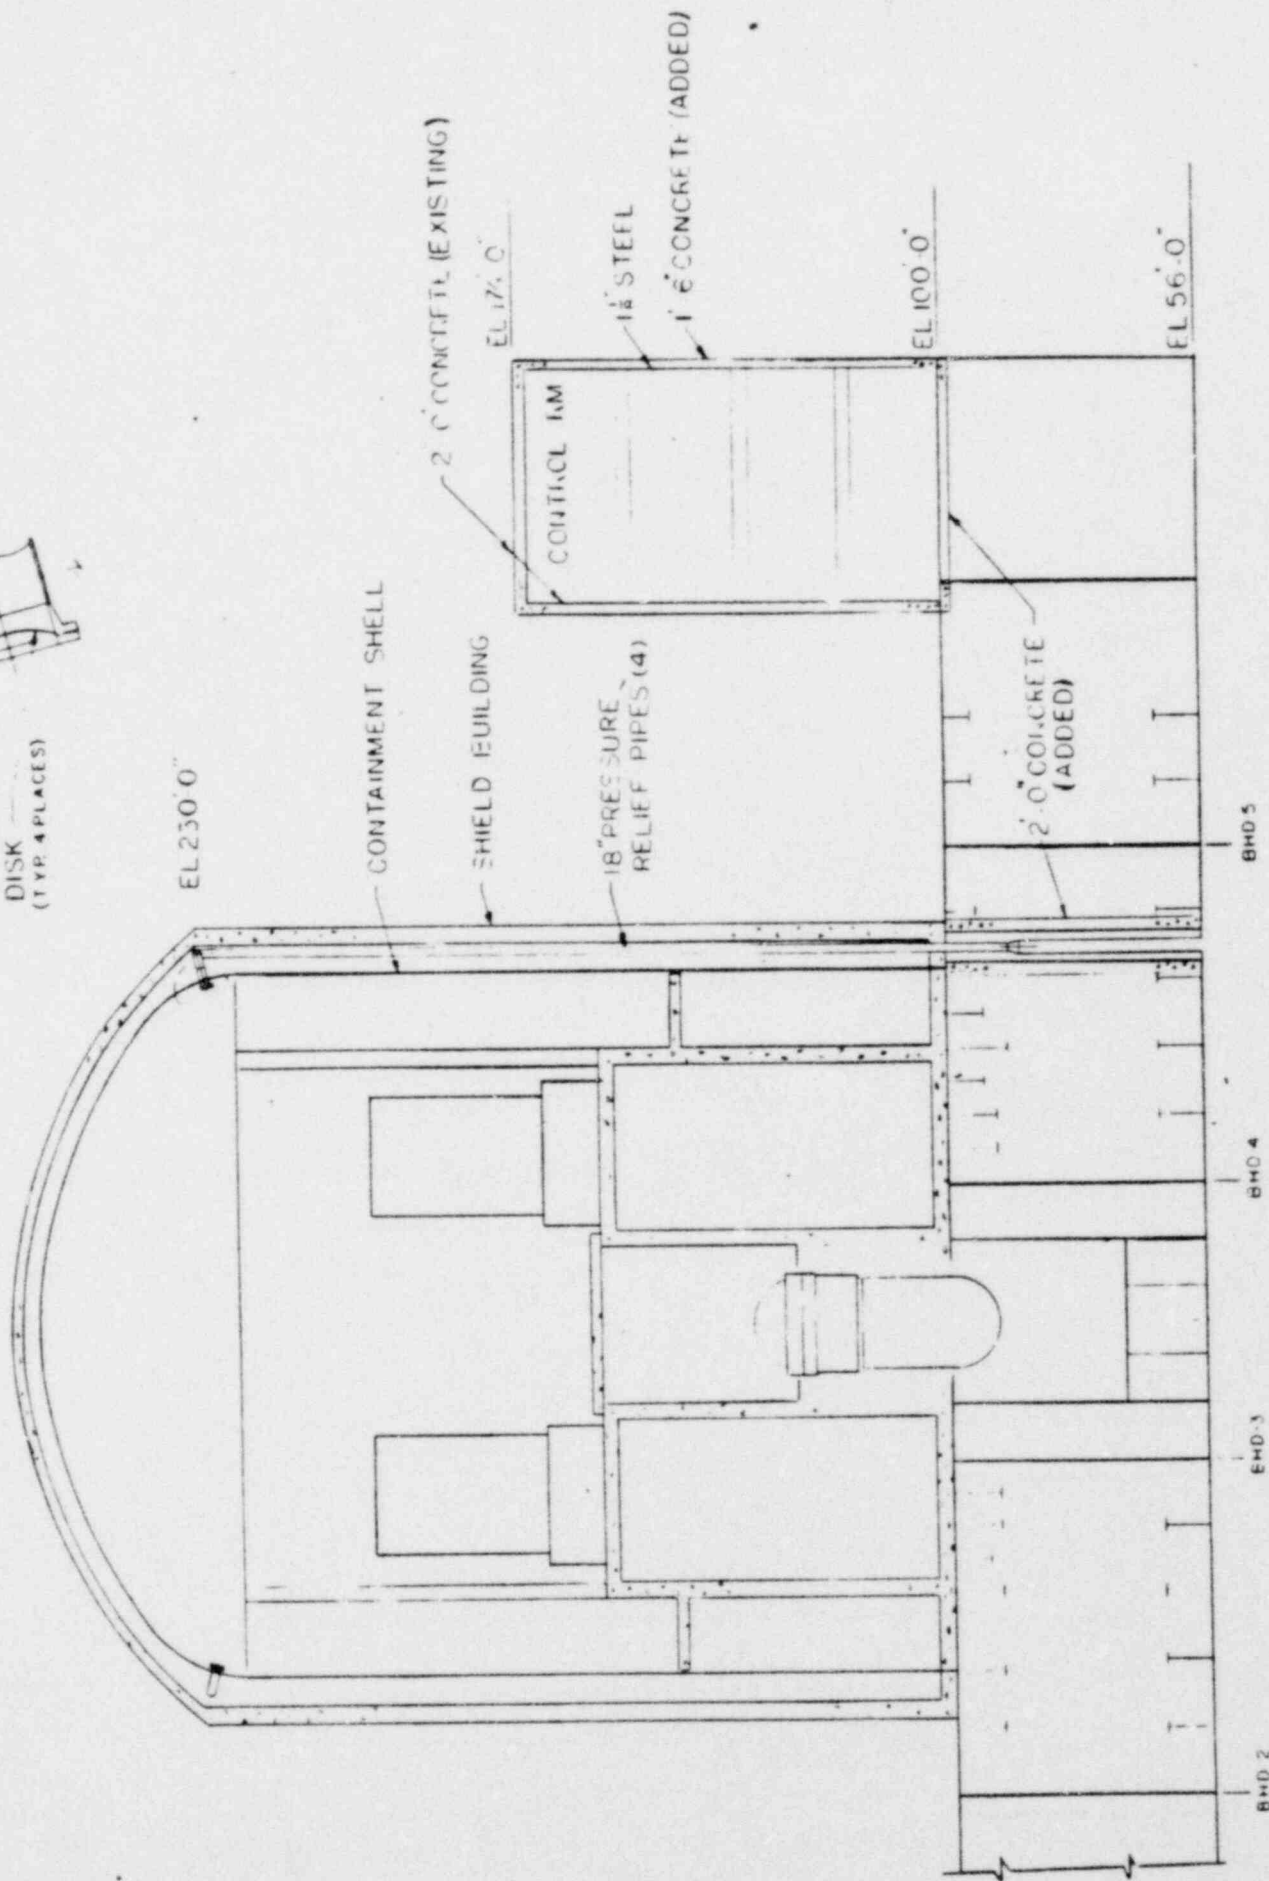 DISK
(TYP. 4 PLACES)
EL 230'0"
CONTAINMENT SHELL
SHIELD BUILDING
18" PRESSURE
RELIEF PIPES (4)
2' 0" CONCRETE (EXISTING)
CONTROL RM
STEEL
1' 6" CONCRETE (ADDED)
EL 100'0"
EL 56'0"
2'0" CONCRETE
(ADDED)
BHD 2
BHD 3
BHD 4
BHD 5